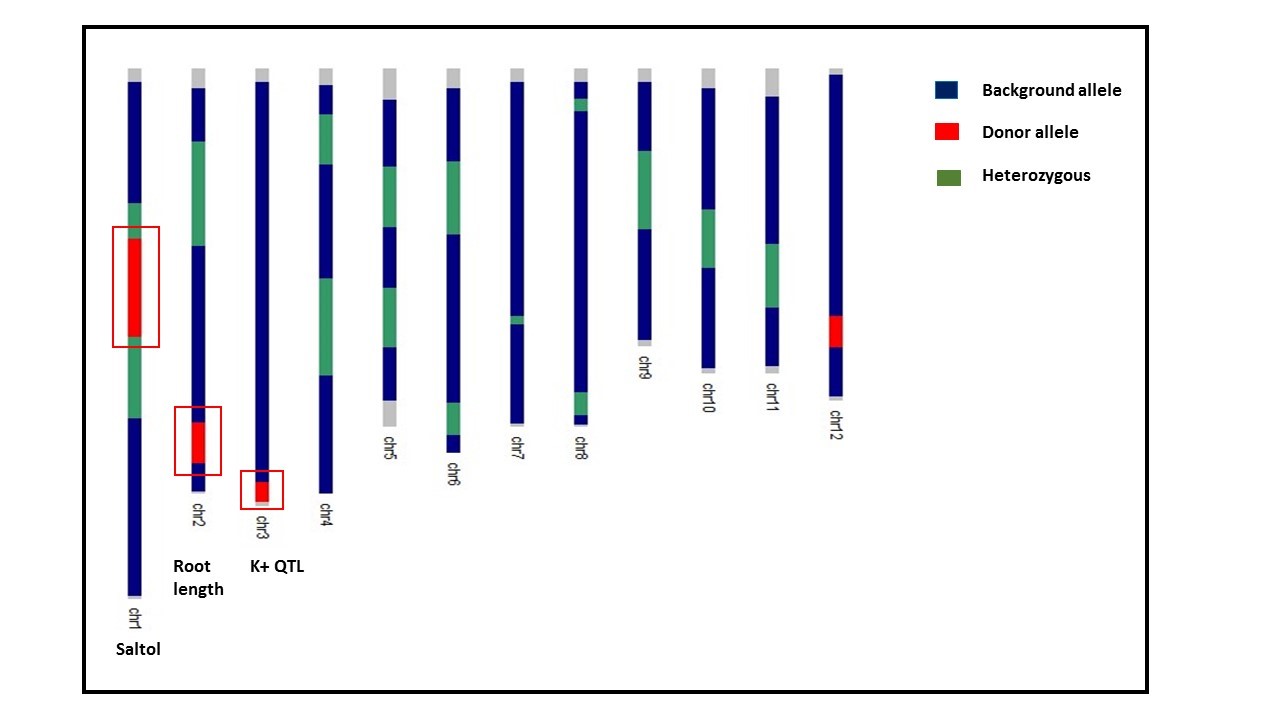 Background allele
Donor allele
Heterozygous
chr1
chr2
chr3
chr4
chr5
chr6
chr7
chr8
chr9
chr10
chr11
chr12
Root
length
K+ QTL
Saltol